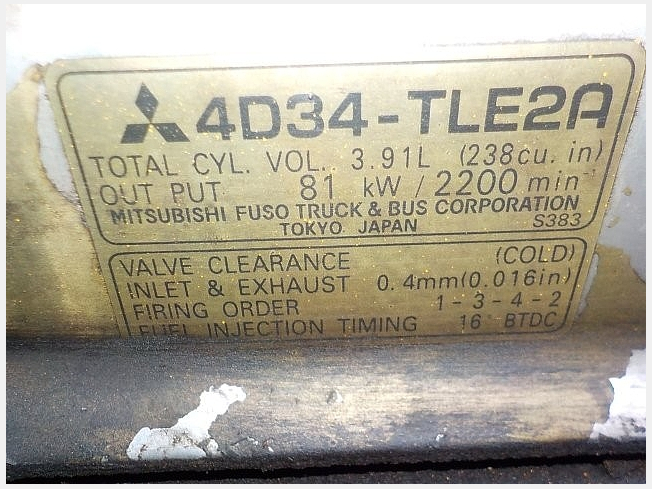 4D34-TLE2A
TOTAL CYL. VOL. 3.91L (238cu. in)
OUT PUT 81 kW / 2200 min⁻¹
MITSUBISHI FUSO TRUCK & BUS CORPORATION
TOKYO JAPAN S383
VALVE CLEARANCE (COLD)
INLET & EXHAUST 0.4mm(0.016in)
FIRING ORDER 1-3-4-2
FUEL INJECTION TIMING 16° BTDC